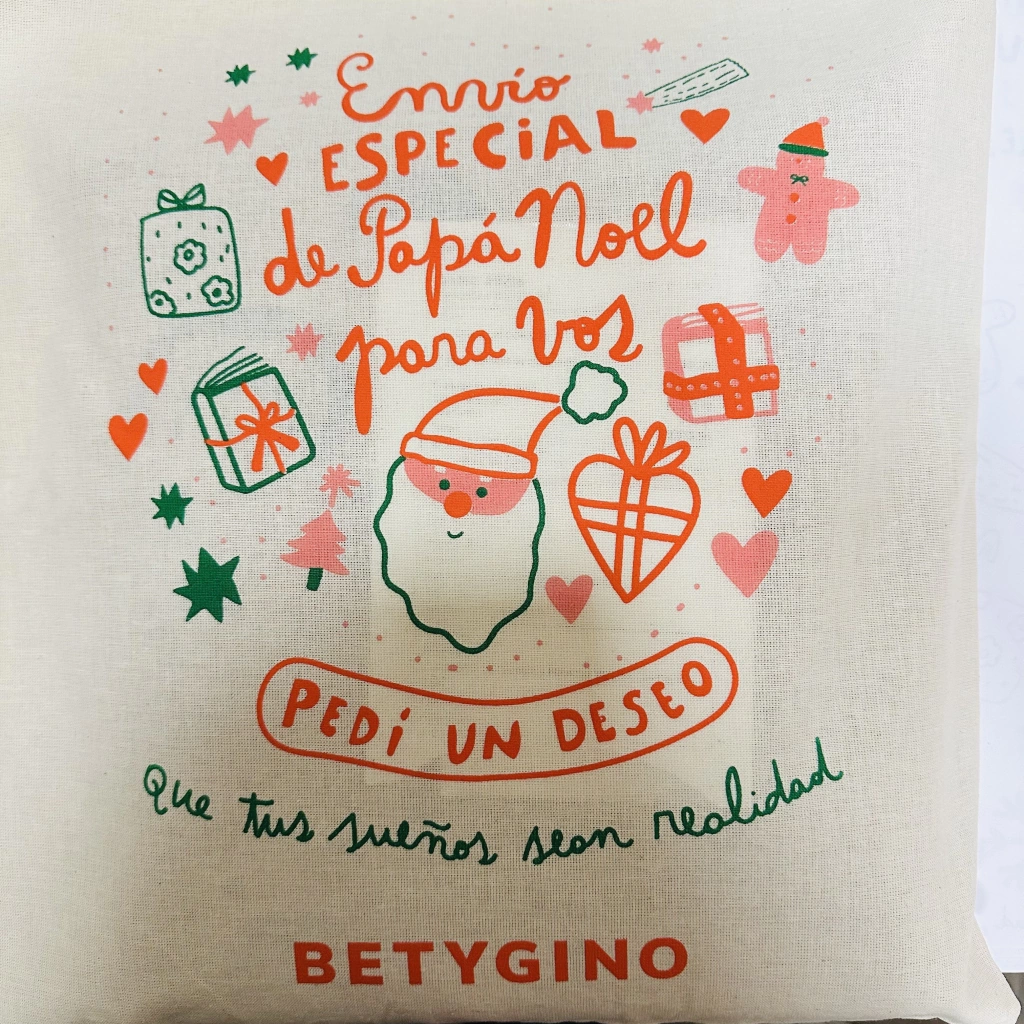 Envío
ESPECiAL
de Papá Noel
para vos
PEDÍ UN DESEO
Que tus sueños sean realidad
BETYGINO